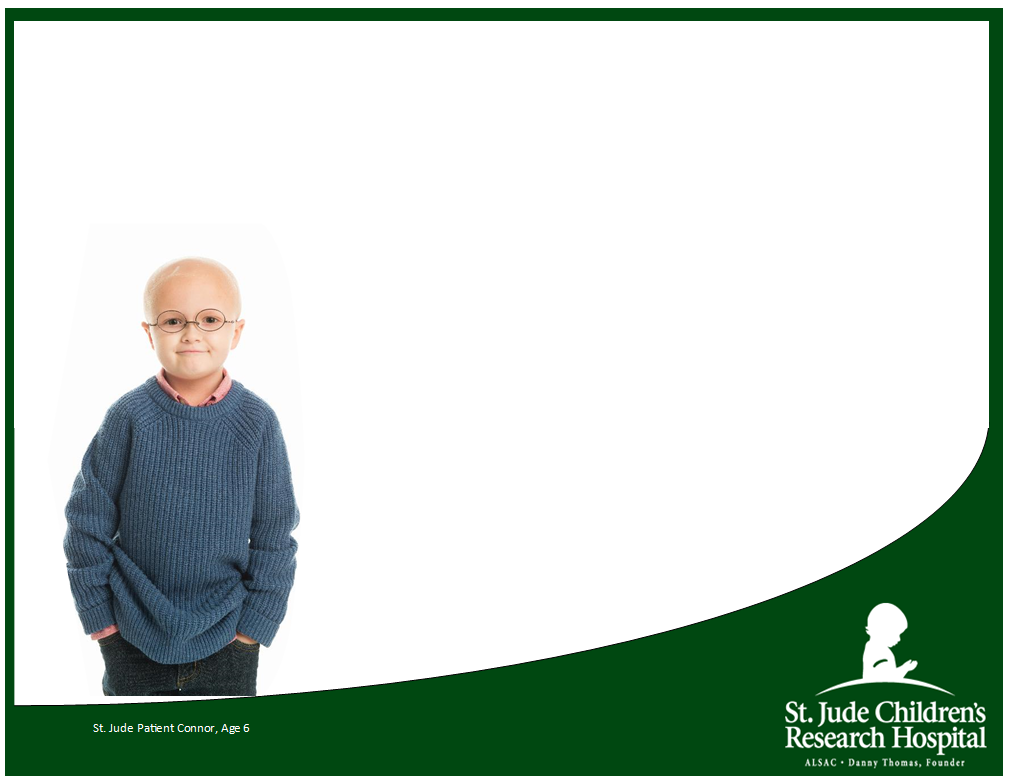 St. Jude Patient Connor, Age 6
St. Jude Children's
Research Hospital
ALSAC • Danny Thomas, Founder